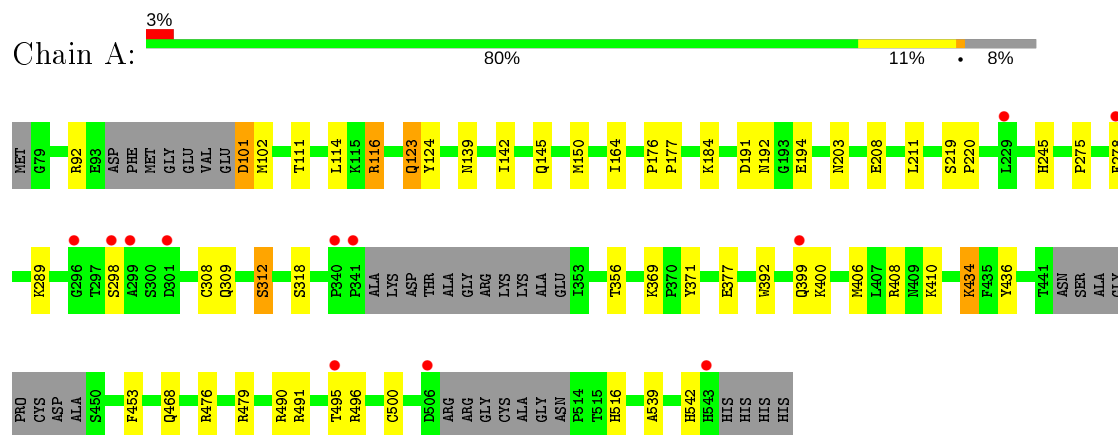 3%
Chain A:
80% 11% • 8%
MET G79 R92 E93 ASP PHE MET GLY GLU VAL GLU D101 M102 T111 L114 K115 R116 Q123 Y124 N139 I142 Q145 M150 I164 P176 P177 K184 D191 N192 G193 E194 N203 E208 L211 S219 P220 L229 H245 P275
K289 G296 T297 S298 A299 S300 D301 C308 Q309 S312 S318 P340 P341 ALA LYS ASP THR ALA GLY ARG LYS LYS ALA GLU I353 T356 K369 P370 Y371 E377 W392 Q399 K400 M406 L407 R408 N409 K410 K434 F435 Y436 T441 ASN SER ALA GLY
PRO CYS ASP ALA S450 F453 Q468 R476 R479 R490 R491 T495 R496 C500 D506 ARG ARG GLY CYS ALA GLY ASN P514 T515 H516 A539 H542 H543 HIS HIS HIS HIS